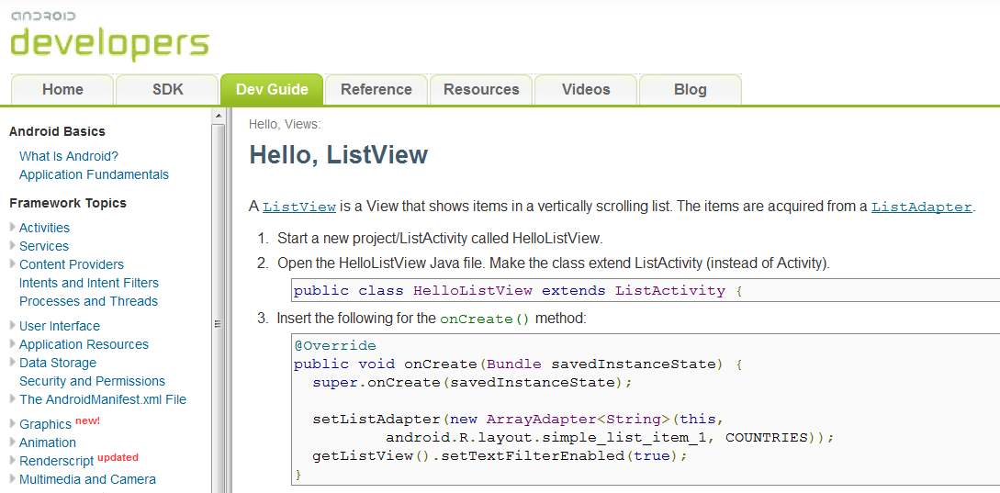 android
developers
Home SDK Dev Guide Reference Resources Videos Blog
Android Basics
What Is Android?
Application Fundamentals
Framework Topics
Activities
Services
Content Providers
Intents and Intent Filters
Processes and Threads
User Interface
Application Resources
Data Storage
Security and Permissions
The AndroidManifest.xml File
Graphics new!
Animation
Renderscript updated
Multimedia and Camera
Hello, Views:
Hello, ListView
A ListView is a View that shows items in a vertically scrolling list. The items are acquired from a ListAdapter.
1. Start a new project/ListActivity called HelloListView.
2. Open the HelloListView Java file. Make the class extend ListActivity (instead of Activity).
public class HelloListView extends ListActivity {
3. Insert the following for the onCreate() method:
@Override
public void onCreate(Bundle savedInstanceState) {
  super.onCreate(savedInstanceState);
  setListAdapter(new ArrayAdapter<String>(this,
          android.R.layout.simple_list_item_1, COUNTRIES));
  getListView().setTextFilterEnabled(true);
}